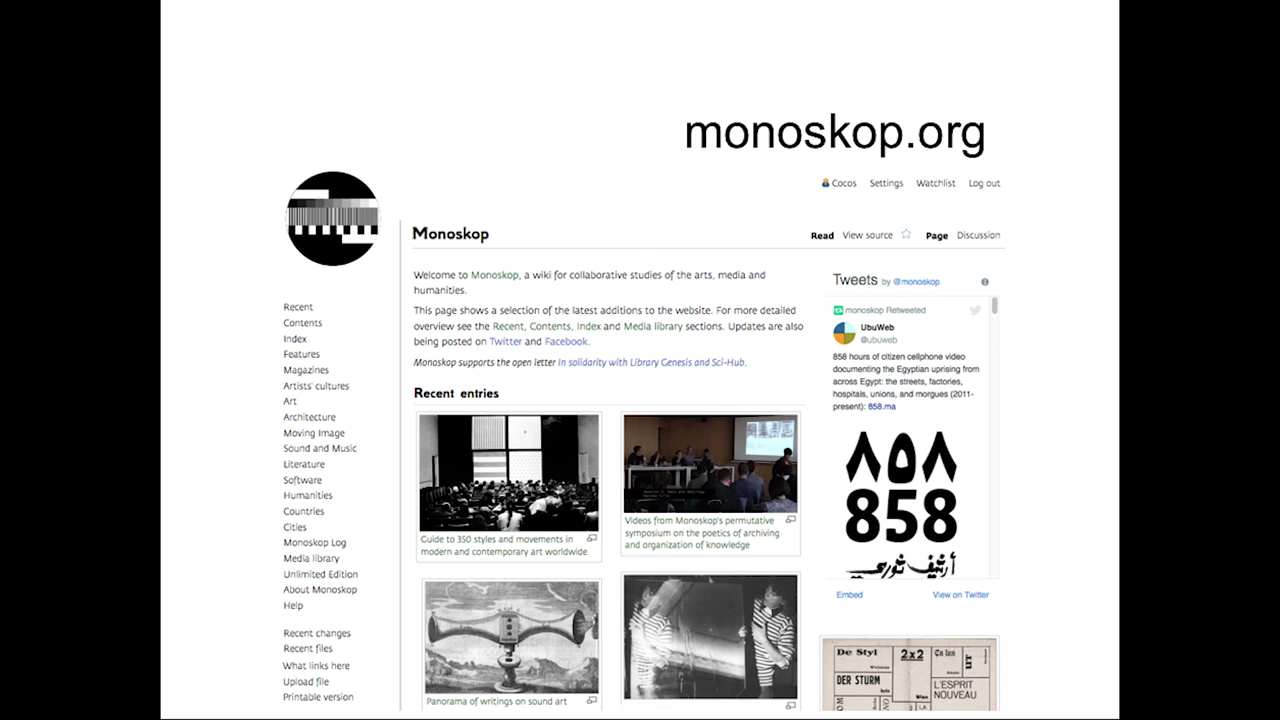 monoskop.org
Cocos Settings Watchlist Log out
Monoskop
Read View source Page Discussion
Welcome to Monoskop, a wiki for collaborative studies of the arts, media and
humanities.
This page shows a selection of the latest additions to the website. For more detailed
overview see the Recent, Contents, Index and Media library sections. Updates are also
being posted on Twitter and Facebook.
Monoskop supports the open letter In solidarity with Library Genesis and Sci-Hub.
Recent entries
Guide to 350 styles and movements in
modern and contemporary art worldwide.
Videos from Monoskop's permutative
symposium on the poetics of archiving
and organization of knowledge
Panorama of writings on sound art
Recent
Contents
Index
Features
Magazines
Artists' cultures
Art
Architecture
Moving Image
Sound and Music
Literature
Software
Humanities
Countries
Cities
Monoskop Log
Media library
Unlimited Edition
About Monoskop
Help
Recent changes
Recent files
What links here
Upload file
Printable version
Tweets by @monoskop
monoskop Retweeted
UbuWeb
@ubuweb
858 hours of citizen cellphone video
documenting the Egyptian uprising from
across Egypt: the streets, factories,
hospitals, unions, and morgues (2011-
present): 858.ma
٨٥٨
858
أرشيف ثوري
Embed View on Twitter
De Styl
2x2
DER STURM
Wien
ut
L'ESPRIT
NOUVEAU